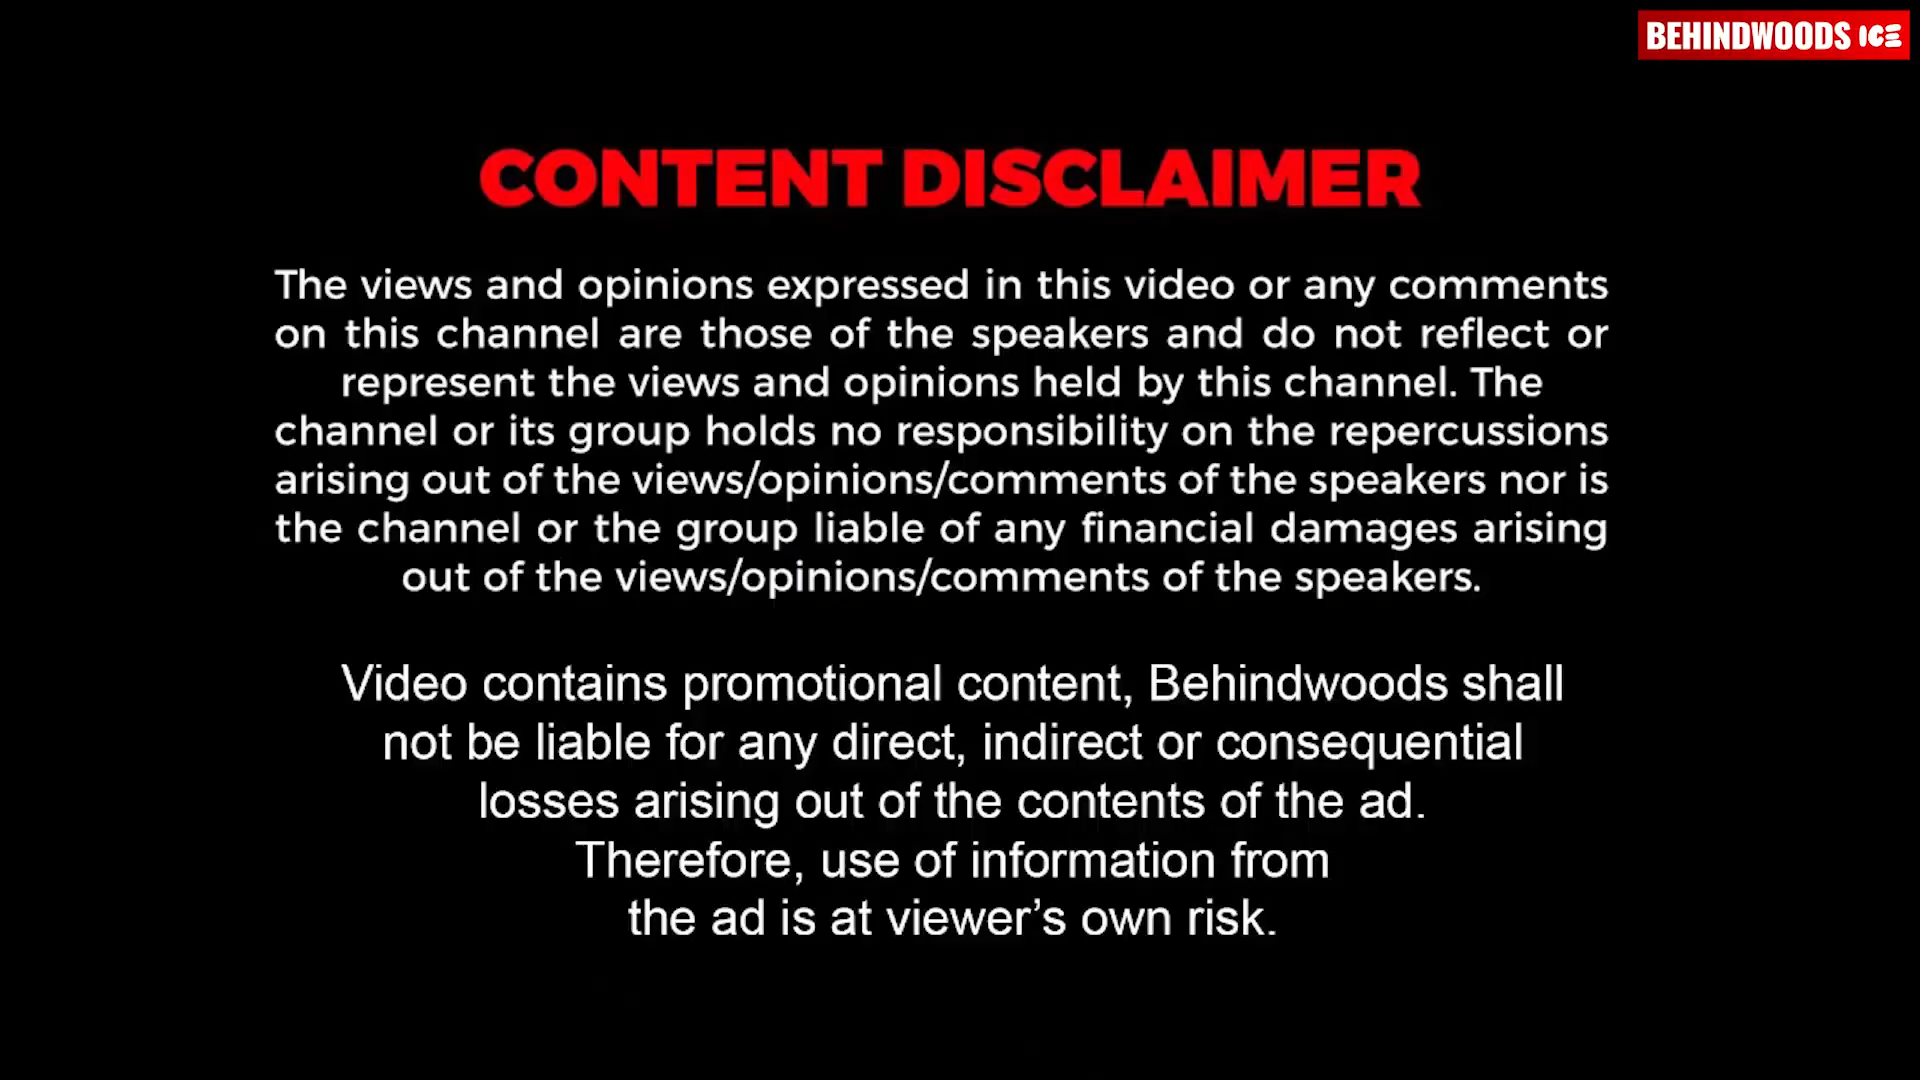 BEHINDWOODS ICE
CONTENT DISCLAIMER
The views and opinions expressed in this video or any comments
on this channel are those of the speakers and do not reflect or
represent the views and opinions held by this channel. The
channel or its group holds no responsibility on the repercussions
arising out of the views/opinions/comments of the speakers nor is
the channel or the group liable of any financial damages arising
out of the views/opinions/comments of the speakers.
Video contains promotional content, Behindwoods shall
not be liable for any direct, indirect or consequential
losses arising out of the contents of the ad.
Therefore, use of information from
the ad is at viewer’s own risk.